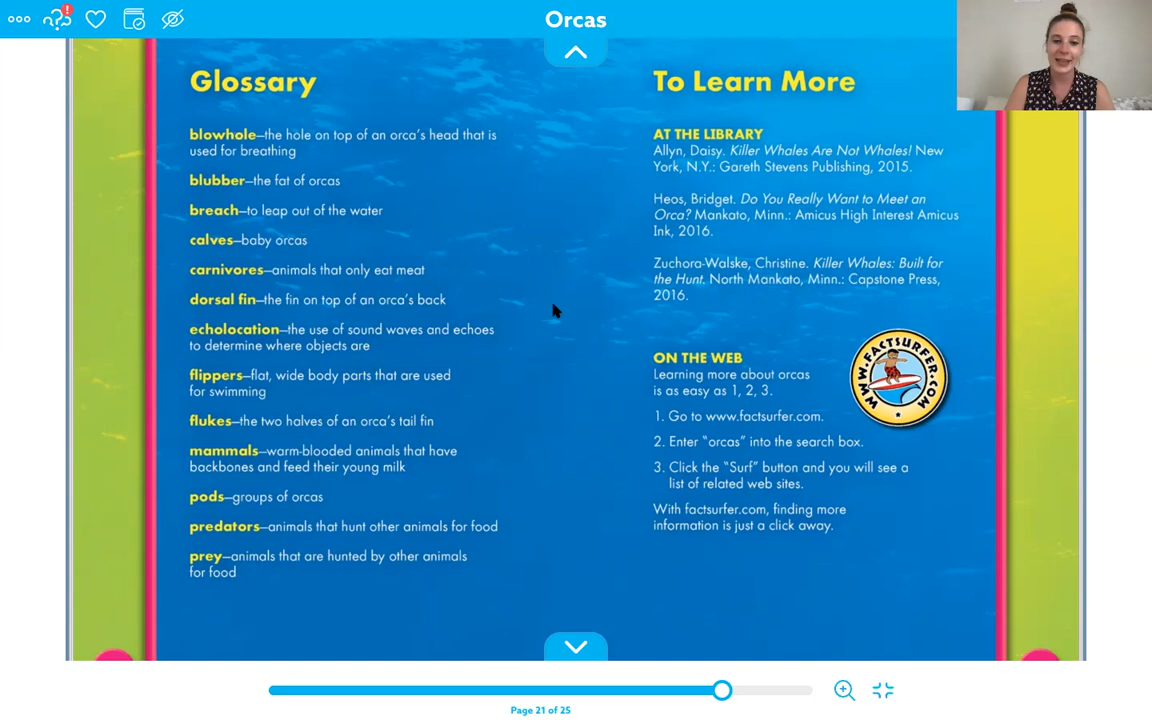 Orcas
Glossary
blowhole—the hole on top of an orca's head that is
used for breathing
blubber—the fat of orcas
breach—to leap out of the water
calves—baby orcas
carnivores—animals that only eat meat
dorsal fin—the fin on top of an orca's back
echolocation—the use of sound waves and echoes
to determine where objects are
flippers—flat, wide body parts that are used
for swimming
flukes—the two halves of an orca's tail fin
mammals—warm-blooded animals that have
backbones and feed their young milk
pods—groups of orcas
predators—animals that hunt other animals for food
prey—animals that are hunted by other animals
for food
To Learn More
AT THE LIBRARY
Allyn, Daisy. Killer Whales Are Not Whales! New
York, N.Y.: Gareth Stevens Publishing, 2015.
Heos, Bridget. Do You Really Want to Meet an
Orca? Mankato, Minn.: Amicus High Interest Amicus
Ink, 2016.
Zuchora-Walske, Christine. Killer Whales: Built for
the Hunt. North Mankato, Minn.: Capstone Press,
2016.
ON THE WEB
Learning more about orcas
is as easy as 1, 2, 3.
1. Go to www.factsurfer.com.
2. Enter "orcas" into the search box.
3. Click the "Surf" button and you will see a
list of related web sites.
With factsurfer.com, finding more
information is just a click away.
WWW.FACTSURFER.COM
Page 21 of 25